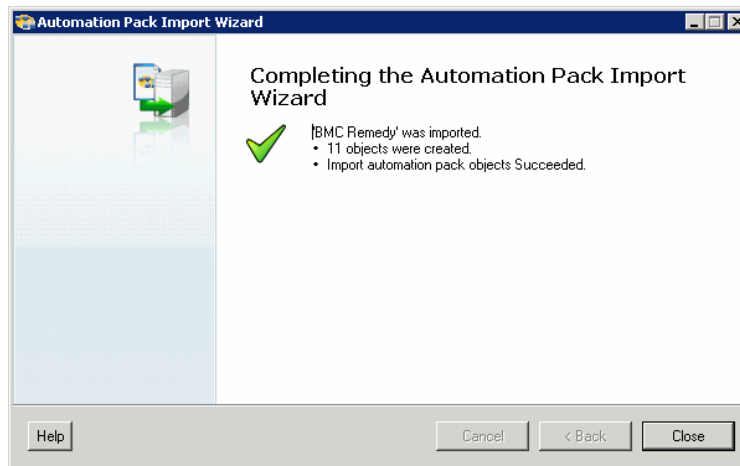 Automation Pack Import Wizard
Completing the Automation Pack Import
Wizard
'BMC Remedy' was imported.
• 11 objects were created.
• Import automation pack objects Succeeded.
Help
Cancel
< Back
Close